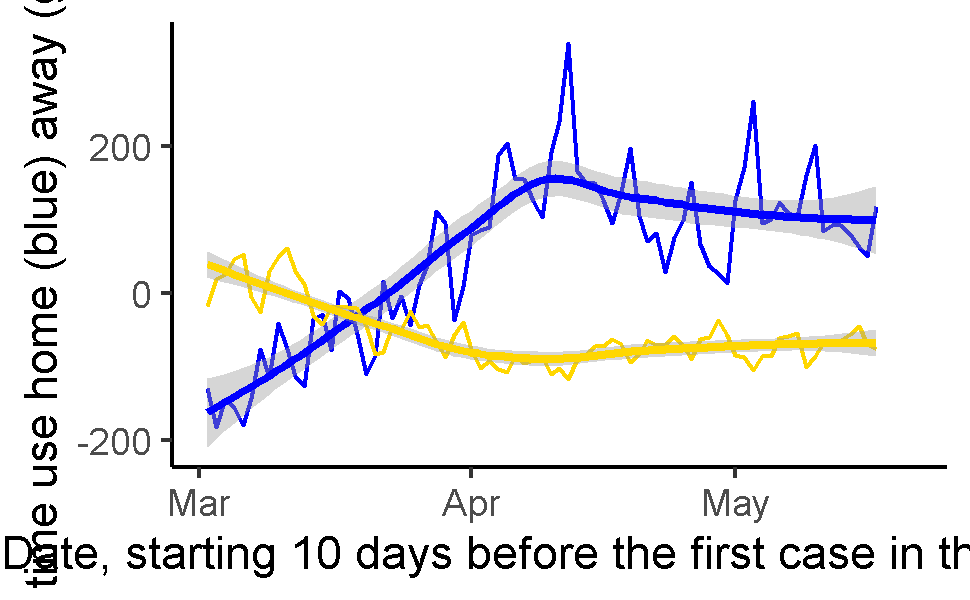 time use home (blue) away (
200
0
-200
Mar Apr May
Date, starting 10 days before the first case in th